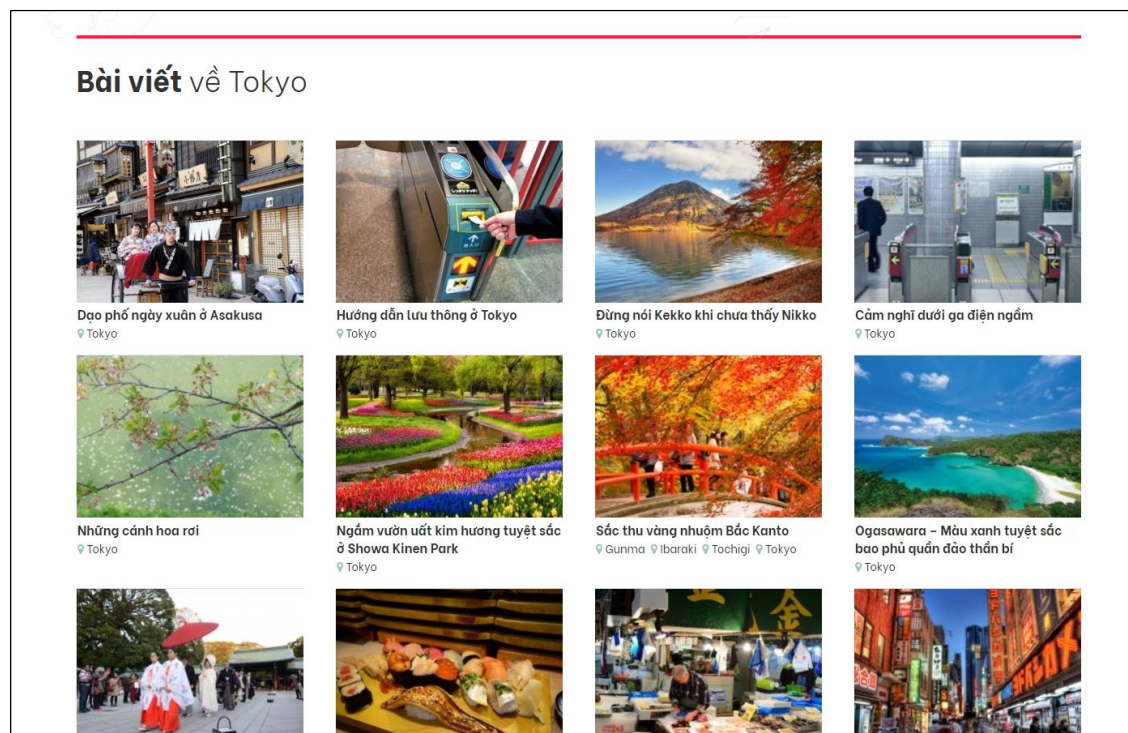 Bài viết về Tokyo
Dạo phố ngày xuân ở Asakusa
Tokyo
Hướng dẫn lưu thông ở Tokyo
Tokyo
Đừng nói Kekko khi chưa thấy Nikko
Tokyo
Cảm nghĩ dưới ga điện ngầm
Tokyo
Những cánh hoa rơi
Tokyo
Ngắm vườn uất kim hương tuyệt sắc
ở Showa Kinen Park
Tokyo
Sắc thu vàng nhuộm Bắc Kanto
Gunma Ibaraki Tochigi Tokyo
Ogasawara – Màu xanh tuyệt sắc
bao phủ quần đảo thần bí
Tokyo